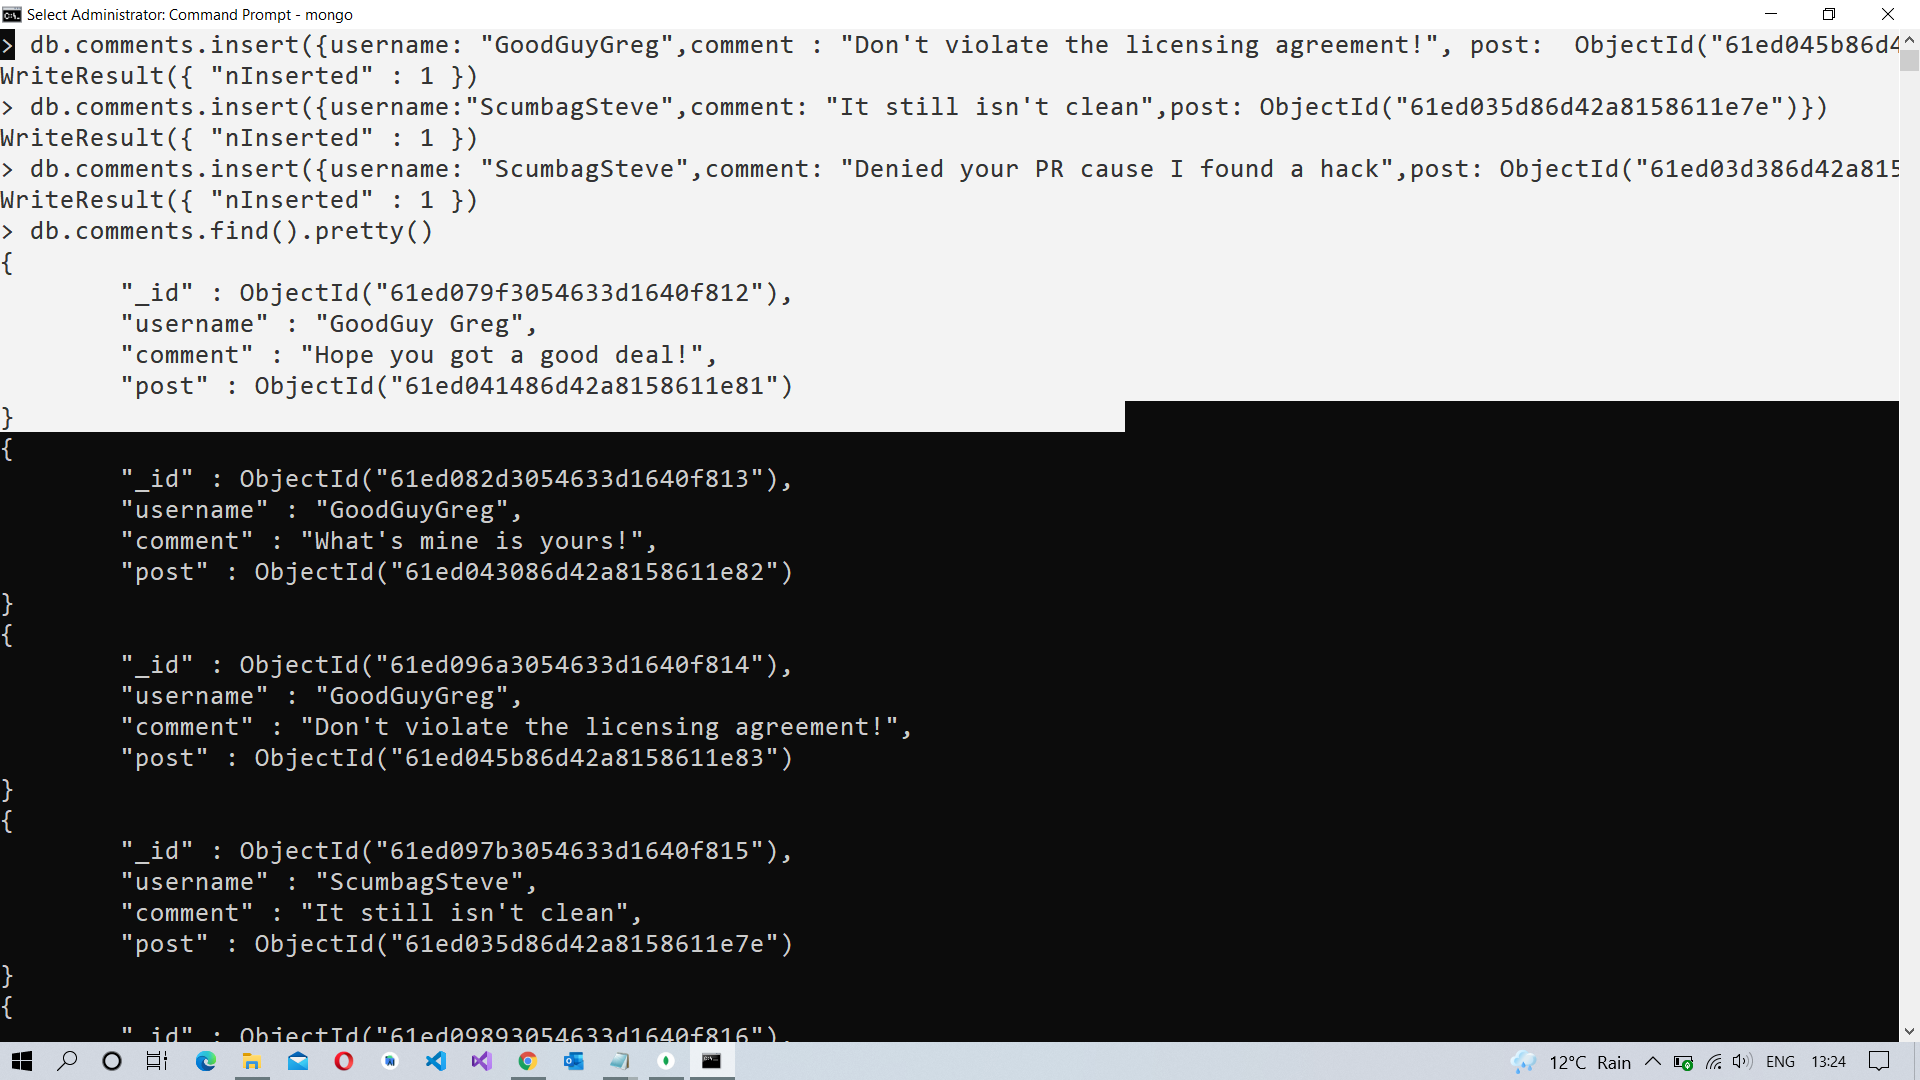 Select Administrator: Command Prompt - mongo
> db.comments.insert({username: "GoodGuyGreg",comment : "Don't violate the licensing agreement!", post:  ObjectId("61ed045b86d4
WriteResult({ "nInserted" : 1 })
> db.comments.insert({username:"ScumbagSteve",comment: "It still isn't clean",post: ObjectId("61ed035d86d42a8158611e7e")})
WriteResult({ "nInserted" : 1 })
> db.comments.insert({username: "ScumbagSteve",comment: "Denied your PR cause I found a hack",post: ObjectId("61ed03d386d42a815
WriteResult({ "nInserted" : 1 })
> db.comments.find().pretty()
{
        "_id" : ObjectId("61ed079f3054633d1640f812"),
        "username" : "GoodGuy Greg",
        "comment" : "Hope you got a good deal!",
        "post" : ObjectId("61ed041486d42a8158611e81")
}
{
        "_id" : ObjectId("61ed082d3054633d1640f813"),
        "username" : "GoodGuyGreg",
        "comment" : "What's mine is yours!",
        "post" : ObjectId("61ed043086d42a8158611e82")
}
{
        "_id" : ObjectId("61ed096a3054633d1640f814"),
        "username" : "GoodGuyGreg",
        "comment" : "Don't violate the licensing agreement!",
        "post" : ObjectId("61ed045b86d42a8158611e83")
}
{
        "_id" : ObjectId("61ed097b3054633d1640f815"),
        "username" : "ScumbagSteve",
        "comment" : "It still isn't clean",
        "post" : ObjectId("61ed035d86d42a8158611e7e")
}
{
        "_id" : ObjectId("61ed09893054633d1640f816"),
12°C Rain ENG 13:24